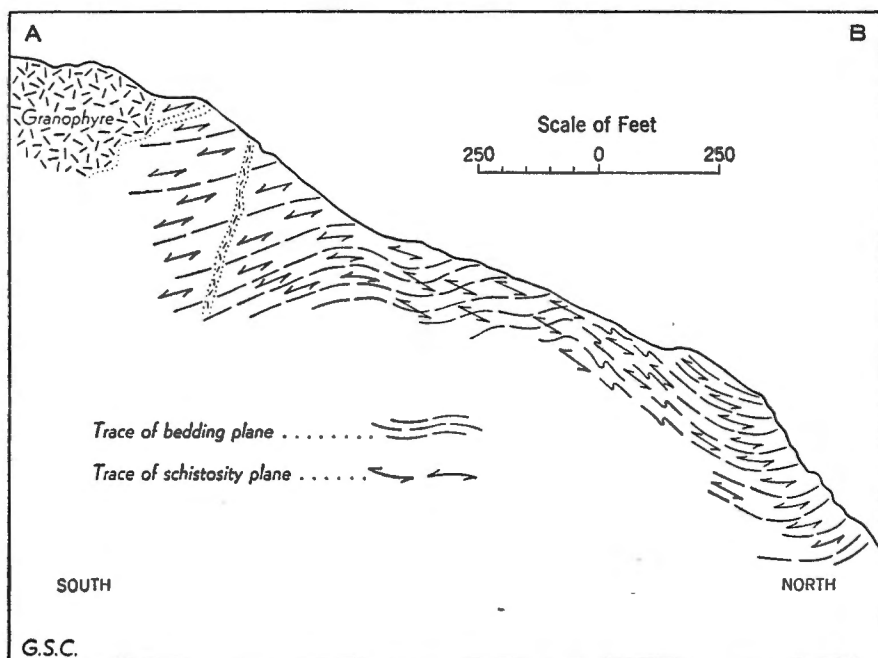 A
B
Granophyre
Scale of Feet
250 0 250
Trace of bedding plane ......
Trace of schistosity plane ......
SOUTH
NORTH
G.S.C.